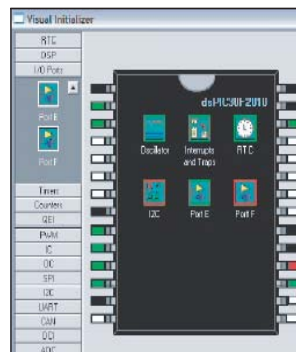 Visual Initializer
RTC
DSP
I/O Ports
Port E
Port F
Timers
Counters
QEI
PWM
IC
OC
SPI
I2C
UART
CAN
DCI
ADC
dsPIC30F2010
Oscillator
Interrupts and Traps
RTC
I2C
Port E
Port F